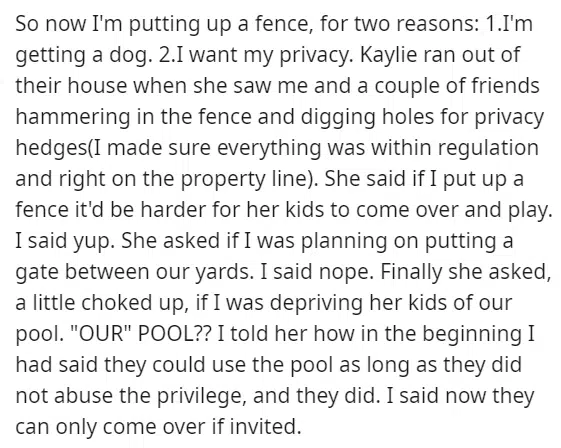 So now I'm putting up a fence, for two reasons: 1.I'm
getting a dog. 2.I want my privacy. Kaylie ran out of
their house when she saw me and a couple of friends
hammering in the fence and digging holes for privacy
hedges(I made sure everything was within regulation
and right on the property line). She said if I put up a
fence it'd be harder for her kids to come over and play.
I said yup. She asked if I was planning on putting a
gate between our yards. I said nope. Finally she asked,
a little choked up, if I was depriving her kids of our
pool. "OUR" POOL?? I told her how in the beginning I
had said they could use the pool as long as they did
not abuse the privilege, and they did. I said now they
can only come over if invited.